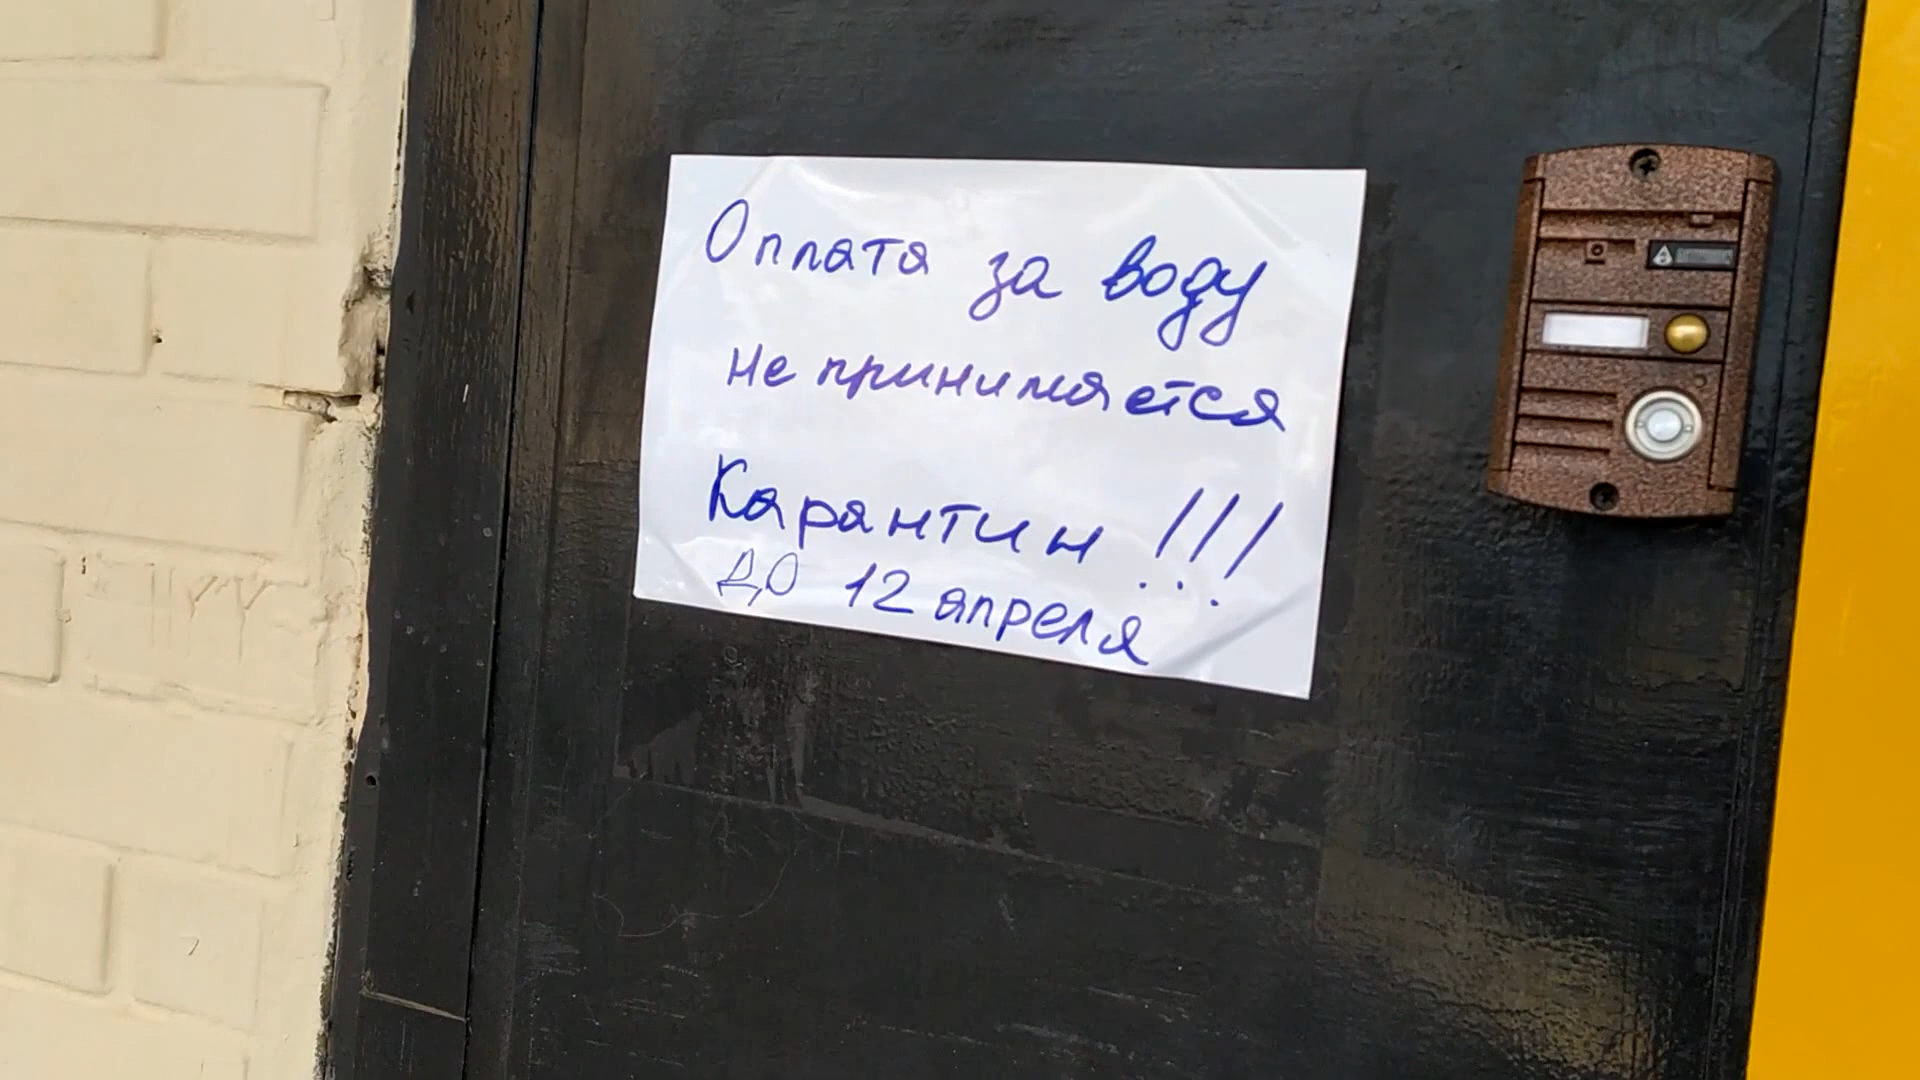 Оплата за воду
не принимается
Карантин!!!
до 12 апреля